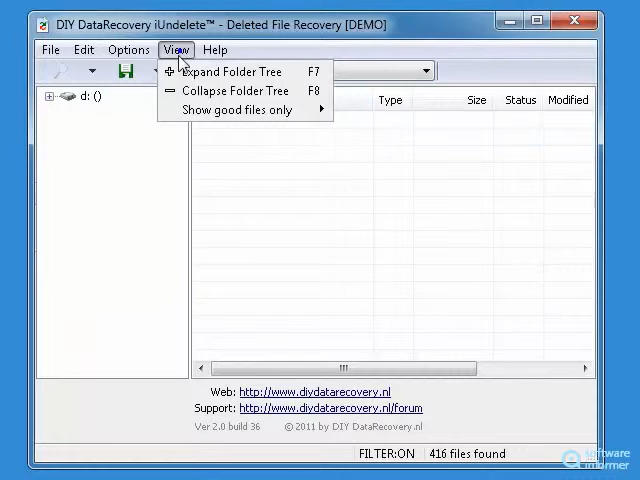 DIY DataRecovery iUndelete™ - Deleted File Recovery [DEMO]
File Edit Options View Help
Expand Folder Tree F7
Collapse Folder Tree F8
Show good files only
d: ()
Type Size Status Modified
Web: http://www.diydatarecovery.nl
Support: http://www.diydatarecovery.nl/forum
Ver 2.0 build 36 © 2011 by DIY DataRecovery.nl
FILTER:ON 416 files found
software
informer